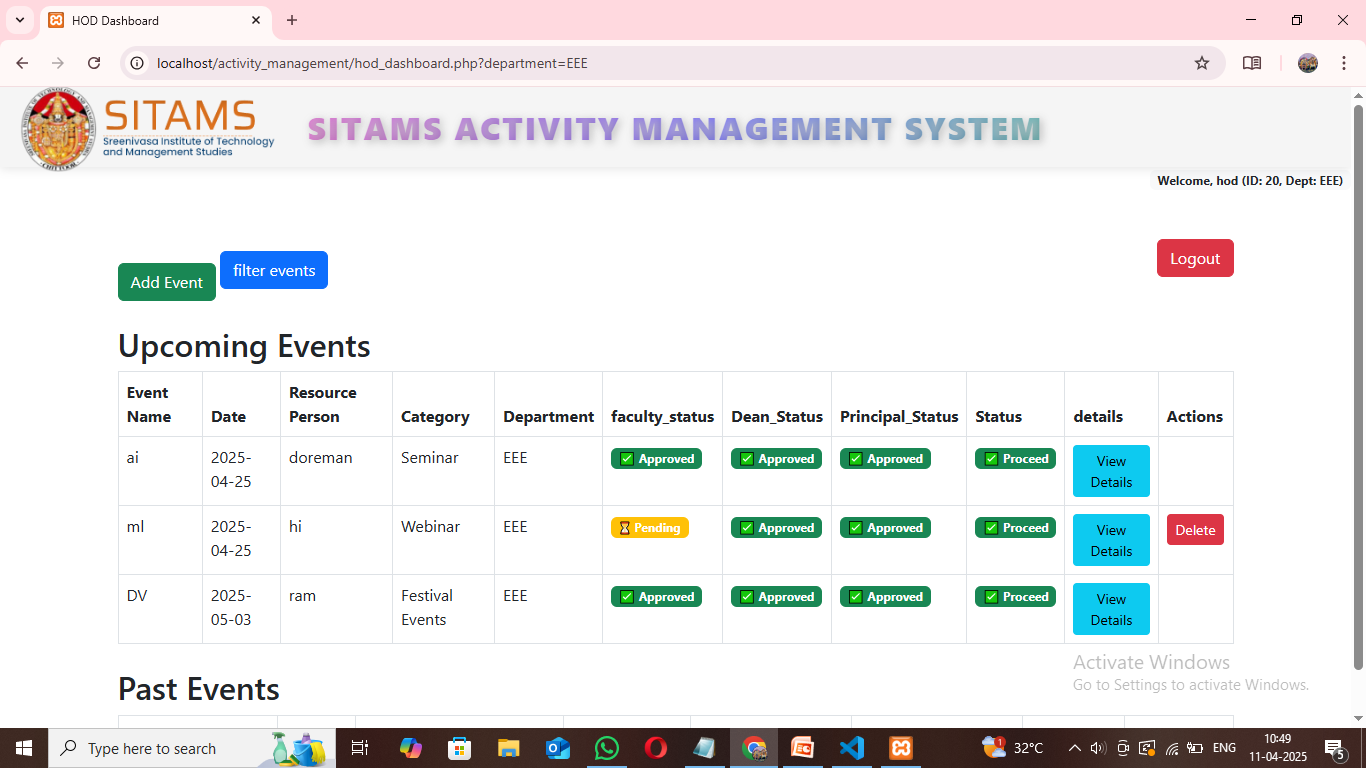 HOD Dashboard
localhost/activity_management/hod_dashboard.php?department=EEE
SITAMS
Sreenivasa Institute of Technology
and Management Studies
CHITTOOR
SITAMS ACTIVITY MANAGEMENT SYSTEM
Welcome, hod (ID: 20, Dept: EEE)
Add Event
filter events
Logout
Upcoming Events
Event Name Date Resource Person Category Department faculty_status Dean_Status Principal_Status Status details Actions
ai 2025-04-25 doreman Seminar EEE Approved Approved Approved Proceed View Details
ml 2025-04-25 hi Webinar EEE Pending Approved Approved Proceed View Details Delete
DV 2025-05-03 ram Festival Events EEE Approved Approved Approved Proceed View Details
Activate Windows
Go to Settings to activate Windows.
Past Events
Type here to search
1
32°C
ENG
10:49
11-04-2025
5